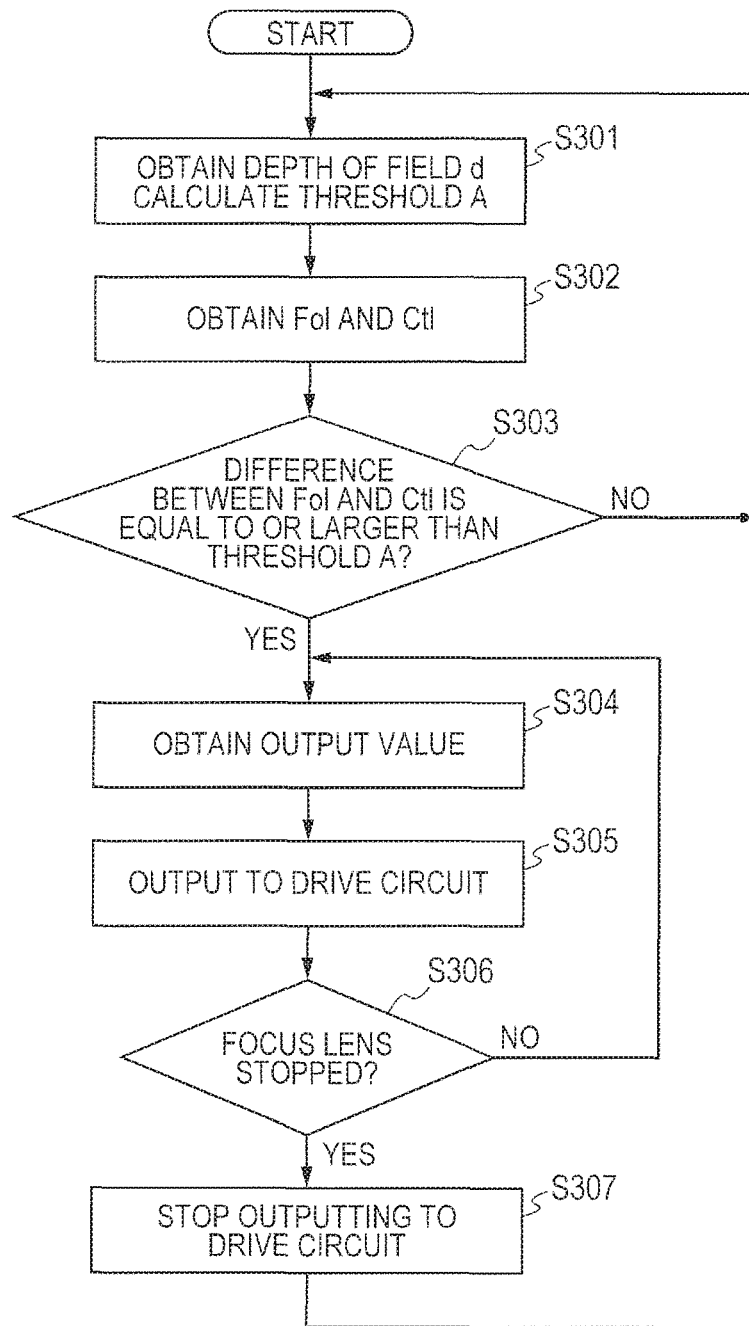 START
S301
OBTAIN DEPTH OF FIELD d
CALCULATE THRESHOLD A
S302
OBTAIN Fol AND Ctl
S303
DIFFERENCE
BETWEEN Fol AND Ctl IS
EQUAL TO OR LARGER THAN
THRESHOLD A?
NO
YES
S304
OBTAIN OUTPUT VALUE
S305
OUTPUT TO DRIVE CIRCUIT
S306
FOCUS LENS
STOPPED?
NO
YES
S307
STOP OUTPUTTING TO
DRIVE CIRCUIT